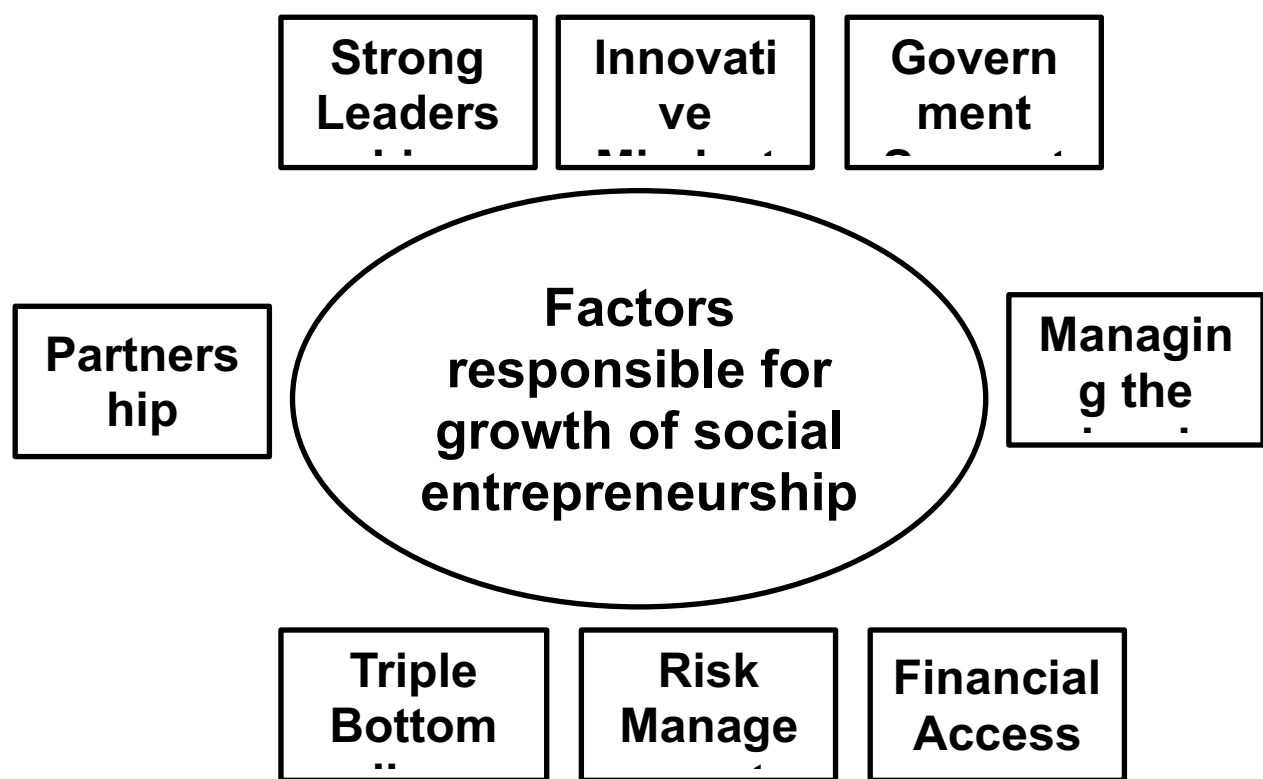 Strong
Leaders
Innovati
ve
Govern
ment
Partners
hip
Factors
responsible for
growth of social
entrepreneurship
Managin
g the
Triple
Bottom
Risk
Manage
Financial
Access